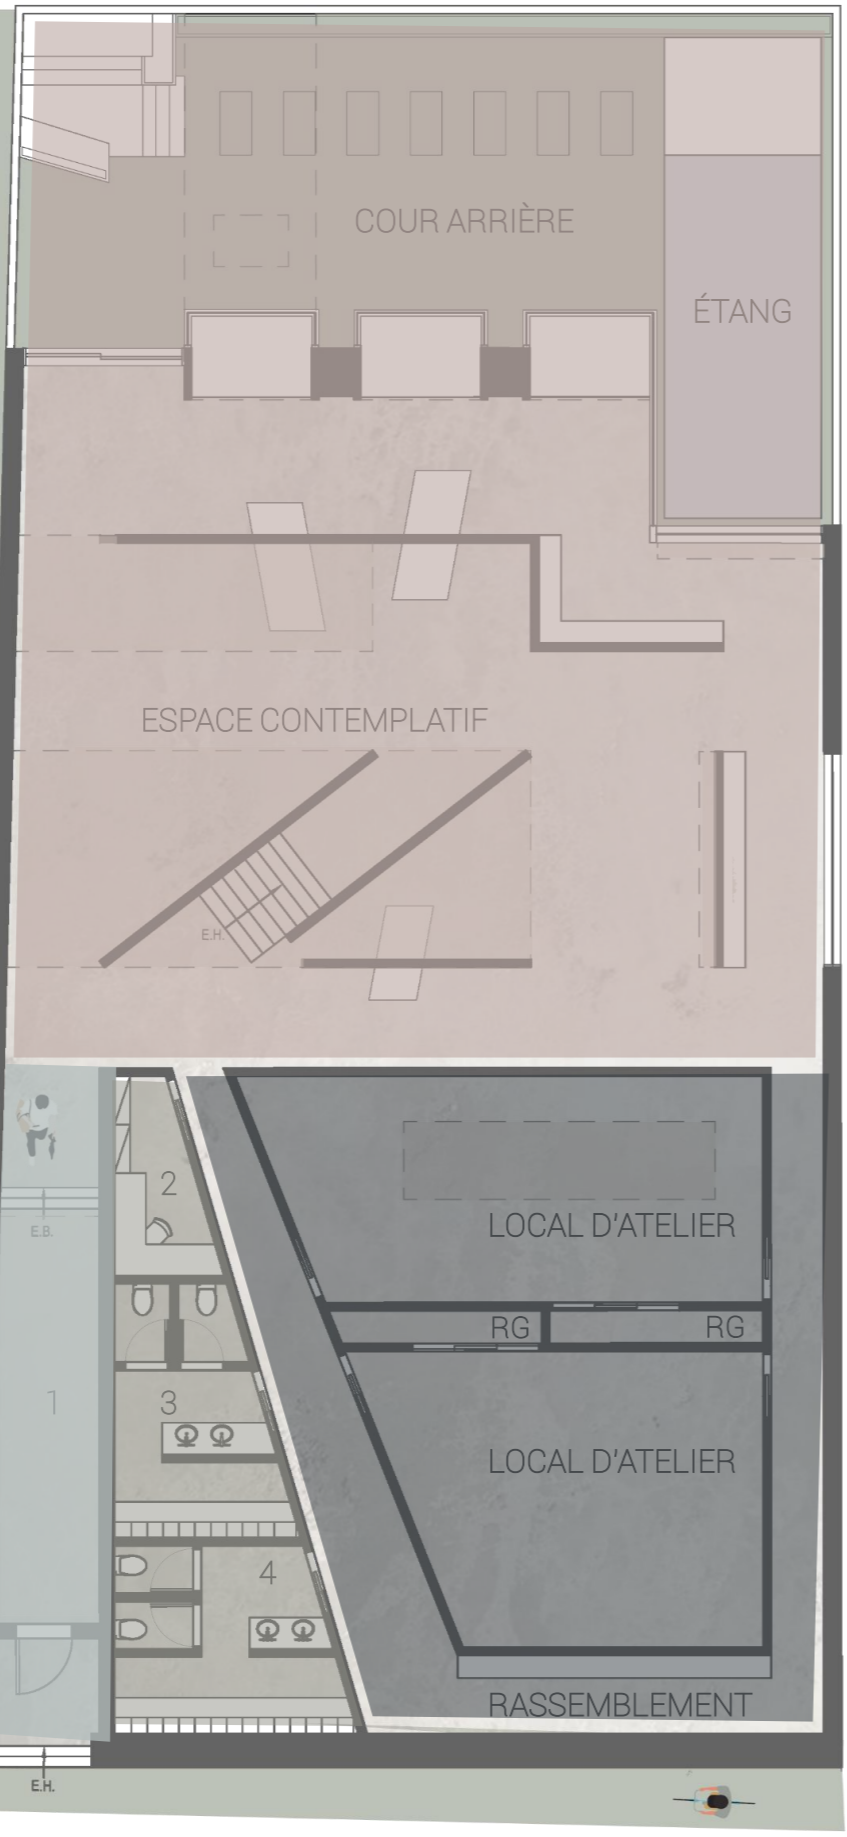 COUR ARRIÈRE
ÉTANG
ESPACE CONTEMPLATIF
E.H.
2
LOCAL D'ATELIER
E.B.
RG
RG
1
3
LOCAL D'ATELIER
4
RASSEMBLEMENT
E.H.